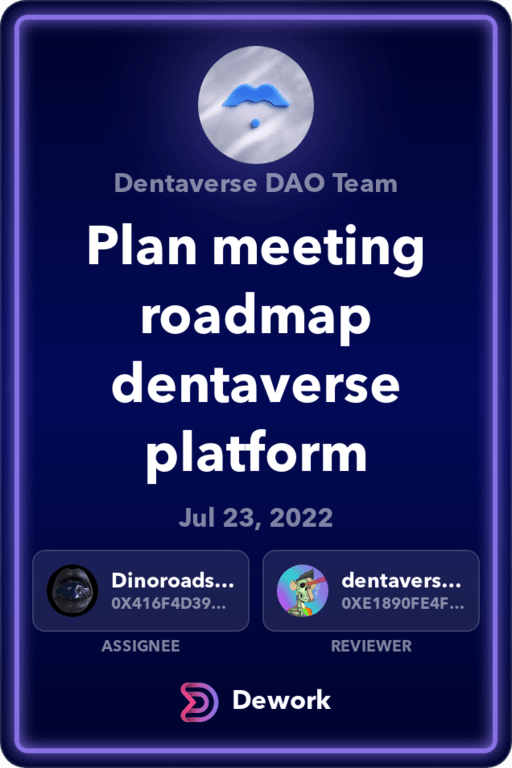 Dentaverse DAO Team
Plan meeting
roadmap
dentaverse
platform
Jul 23, 2022
Dinoroads...
0X416F4D39...
dentavers...
0XE1890FE4F...
ASSIGNEE
REVIEWER
Dework